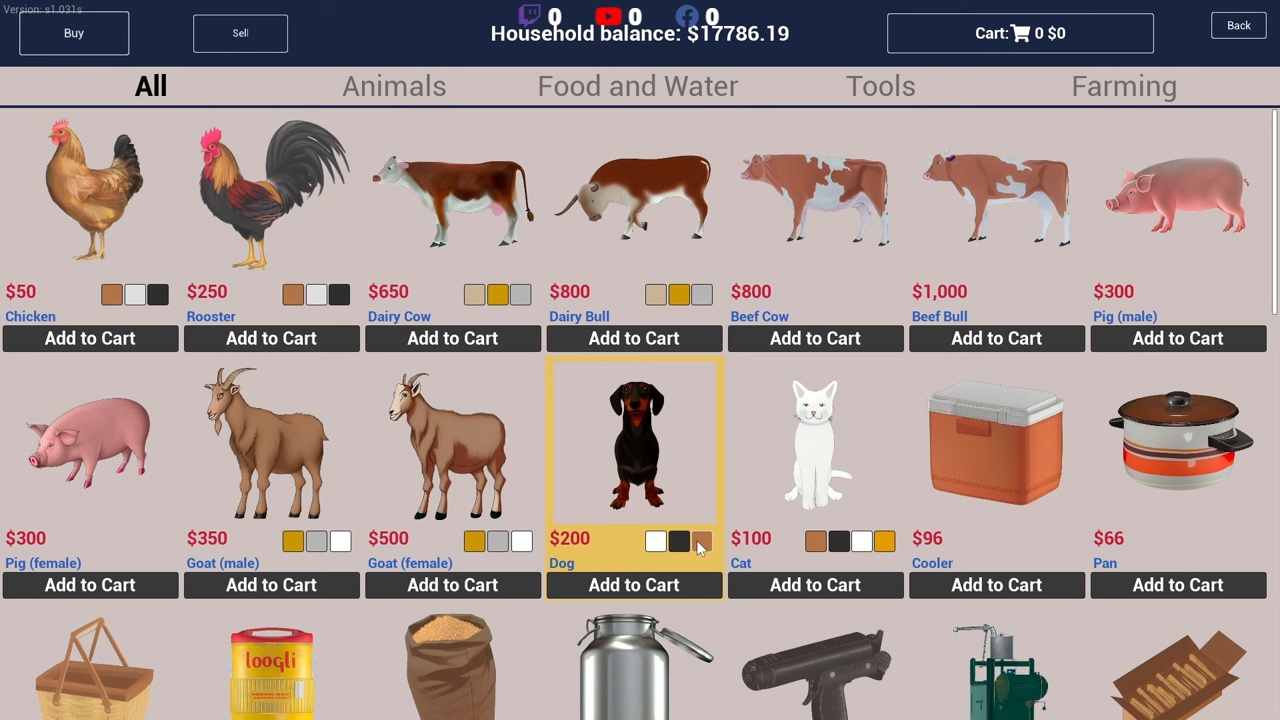 Version: s1.031s
Buy
Sell
0 0 0
Household balance: $17786.19
Cart: 0 $0
Back
All Animals Food and Water Tools Farming
$50 $250 $650 $800 $800 $1,000 $300
Chicken Rooster Dairy Cow Dairy Bull Beef Cow Beef Bull Pig (male)
Add to Cart Add to Cart Add to Cart Add to Cart Add to Cart Add to Cart Add to Cart
$300 $350 $500 $200 $100 $96 $66
Pig (female) Goat (male) Goat (female) Dog Cat Cooler Pan
Add to Cart Add to Cart Add to Cart Add to Cart Add to Cart Add to Cart Add to Cart
loogli